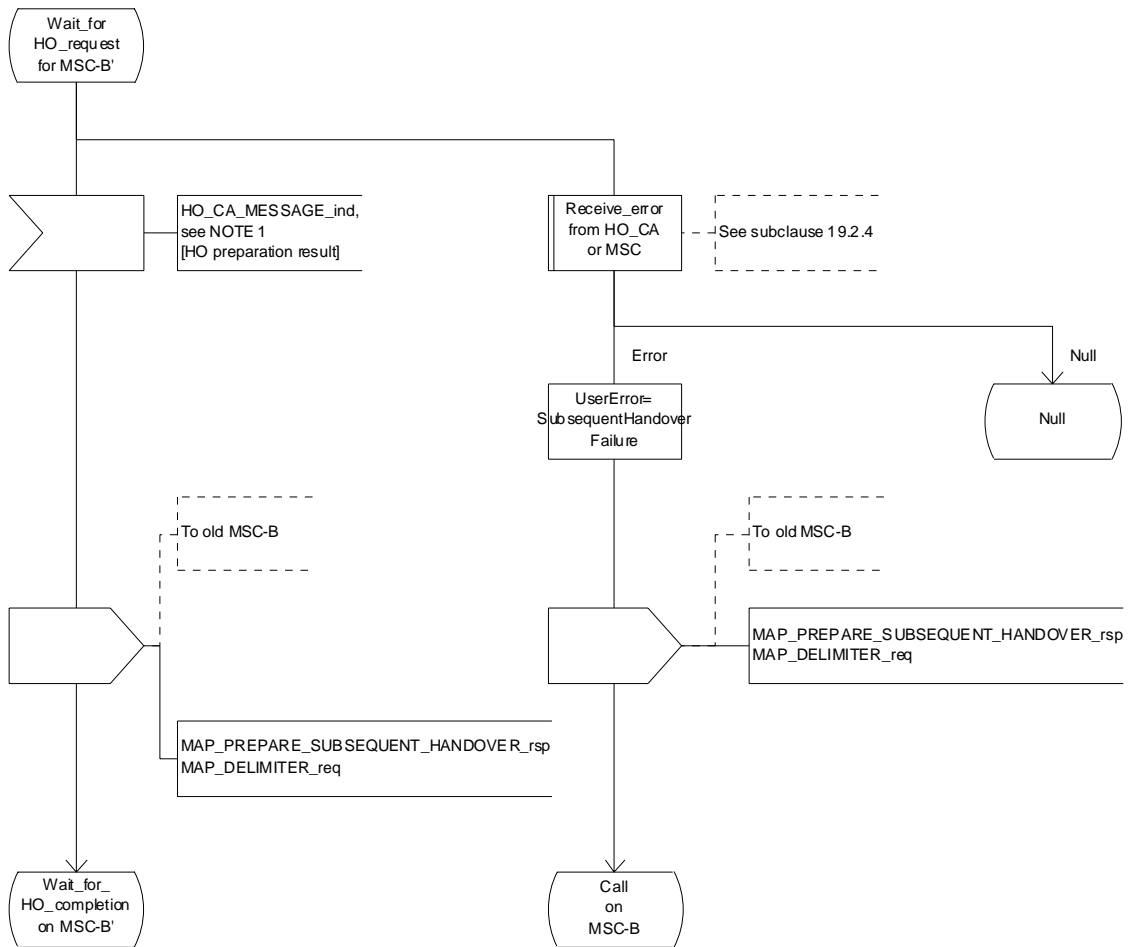 Wait_for
HO_request
for MSC-B'
HO_CA_MESSAGE_ind,
see NOTE 1
[HO preparation result]
Receive_error
from HO_CA
or MSC
See subclause 19.2.4
Error
Null
UserError=
SubsequentHandover
Failure
Null
To old MSC-B
To old MSC-B
MAP_PREPARE_SUBSEQUENT_HANDOVER_rsp
MAP_DELIMITER_req
MAP_PREPARE_SUBSEQUENT_HANDOVER_rsp
MAP_DELIMITER_req
Wait_for_
HO_completion
on MSC-B'
Call
on
MSC-B